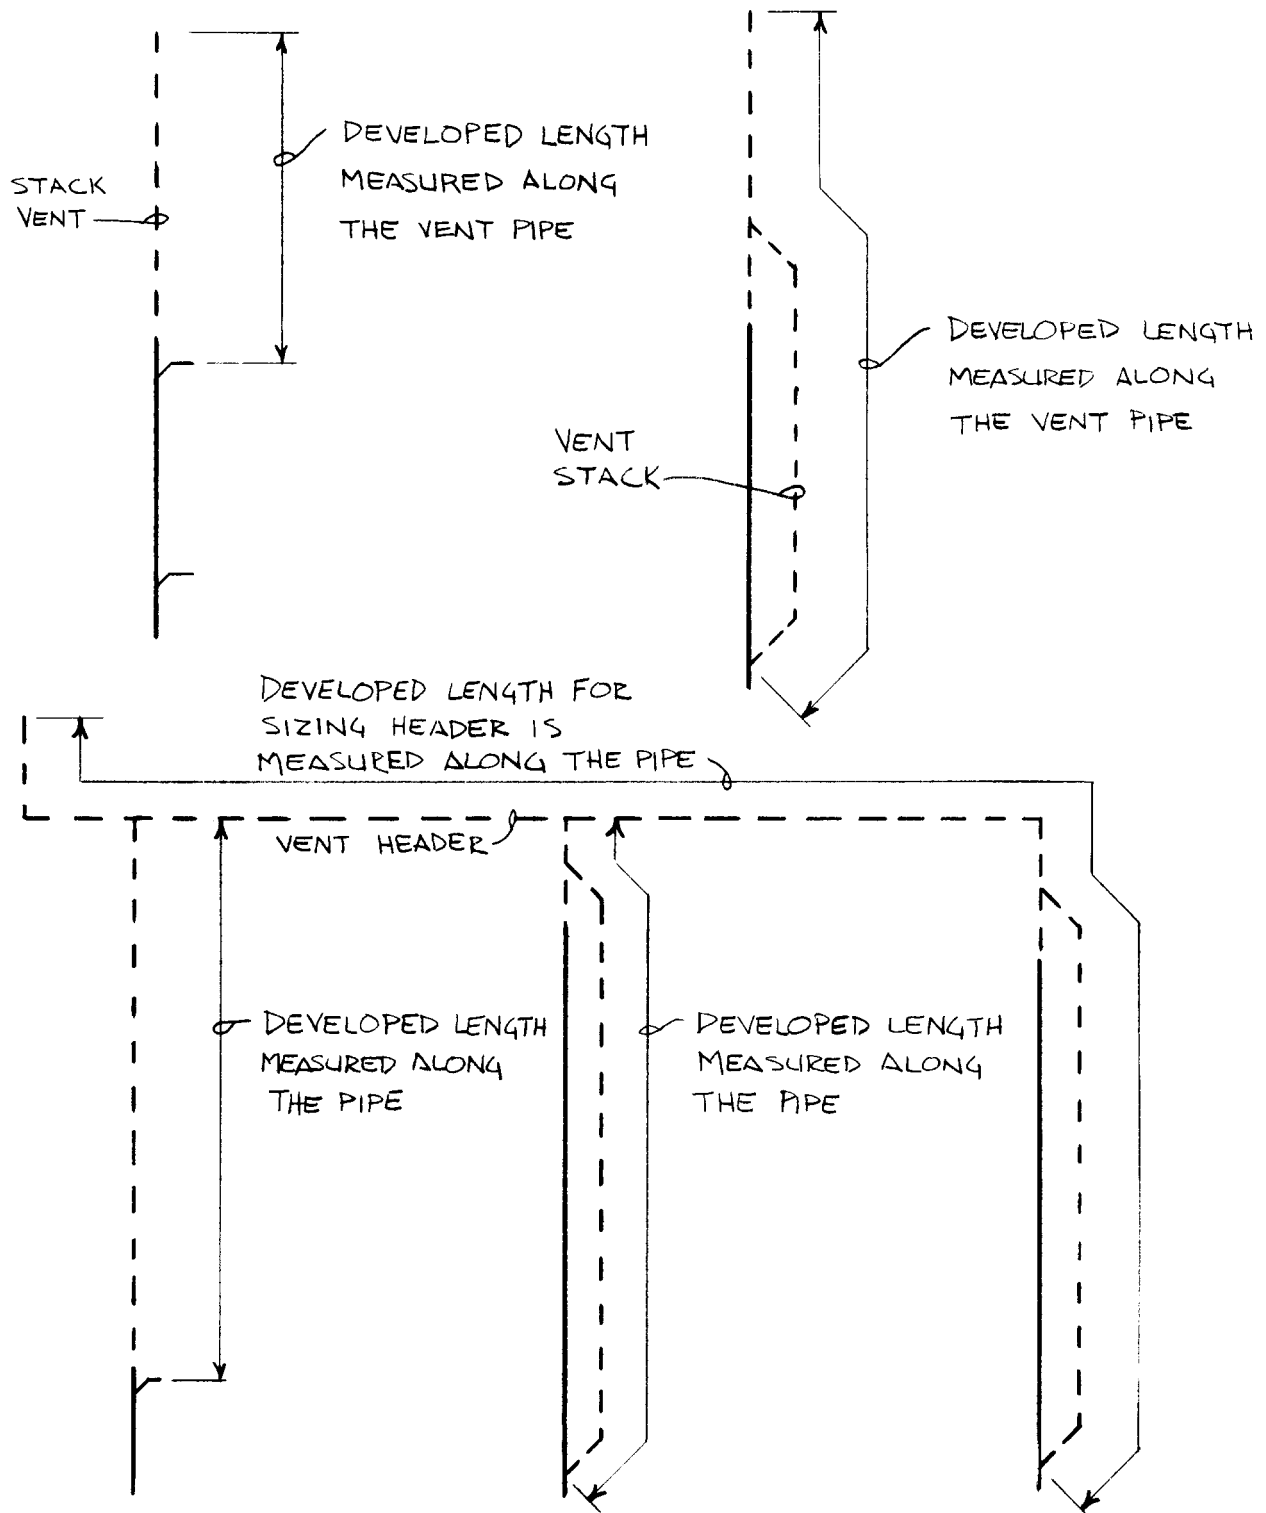 STACK
VENT
DEVELOPED LENGTH
MEASURED ALONG
THE VENT PIPE
DEVELOPED LENGTH
MEASURED ALONG
THE VENT PIPE
VENT
STACK
DEVELOPED LENGTH FOR
SIZING HEADER IS
MEASURED ALONG THE PIPE
VENT HEADER
DEVELOPED LENGTH
MEASURED ALONG
THE PIPE
DEVELOPED LENGTH
MEASURED ALONG
THE PIPE